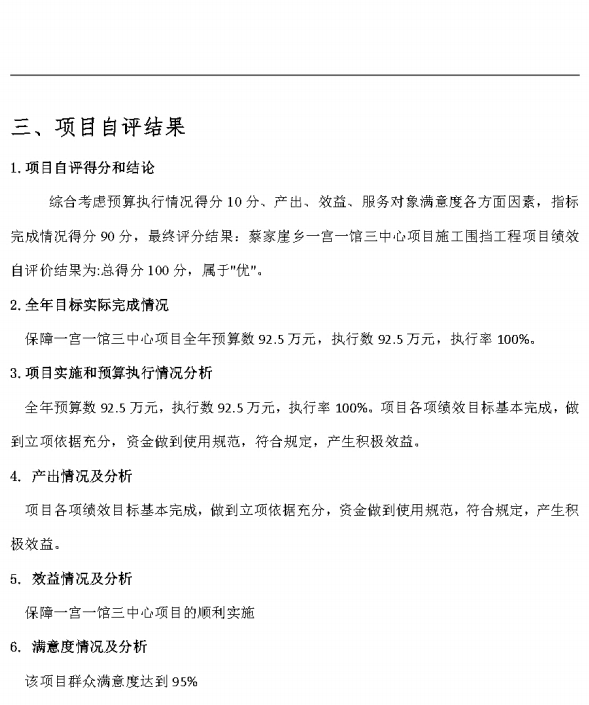 三、项目自评结果
1.项目自评得分和结论
综合考虑预算执行情况得分 10 分、产出、效益、服务对象满意度各方面因素，指标
完成情况得分 90 分，最终评分结果：蔡家崖乡一宫一馆三中心项目施工围挡工程项目绩效
自评价结果为:总得分 100 分，属于"优"。
2.全年目标实际完成情况
保障一宫一馆三中心项目全年预算数 92.5 万元，执行数 92.5 万元，执行率 100%。
3.项目实施和预算执行情况分析
全年预算数 92.5 万元，执行数 92.5 万元，执行率 100%。项目各项绩效目标基本完成，做
到立项依据充分，资金做到使用规范，符合规定，产生积极效益。
4. 产出情况及分析
项目各项绩效目标基本完成，做到立项依据充分，资金做到使用规范，符合规定，产生积
极效益。
5. 效益情况及分析
保障一宫一馆三中心项目的顺利实施
6. 满意度情况及分析
该项目群众满意度达到 95%